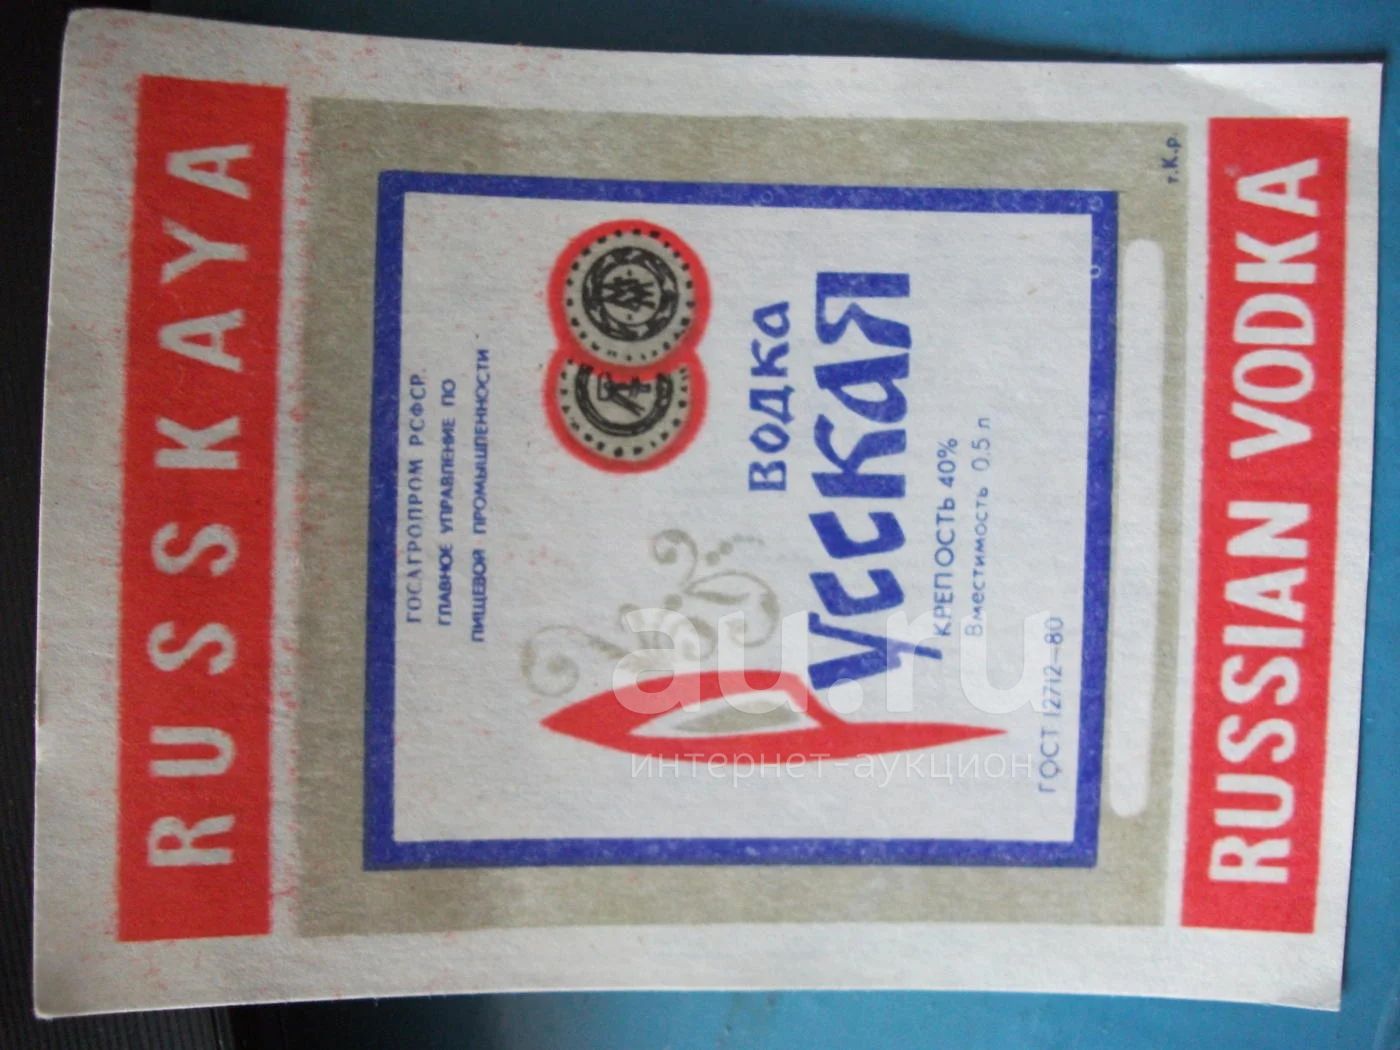 RUSSKAYA
ГОСАГРОПРОМ РСФСР.
ГЛАВНОЕ УПРАВЛЕНИЕ ПО
ПИЩЕВОЙ ПРОМЫШЛЕННОСТИ
ВОДКА
Русская
КРЕПОСТЬ 40%
Вместимость 0,5 л
ГОСТ 12712—80
т.К.р.
RUSSIAN VODKA
au.ru
интернет-аукцион